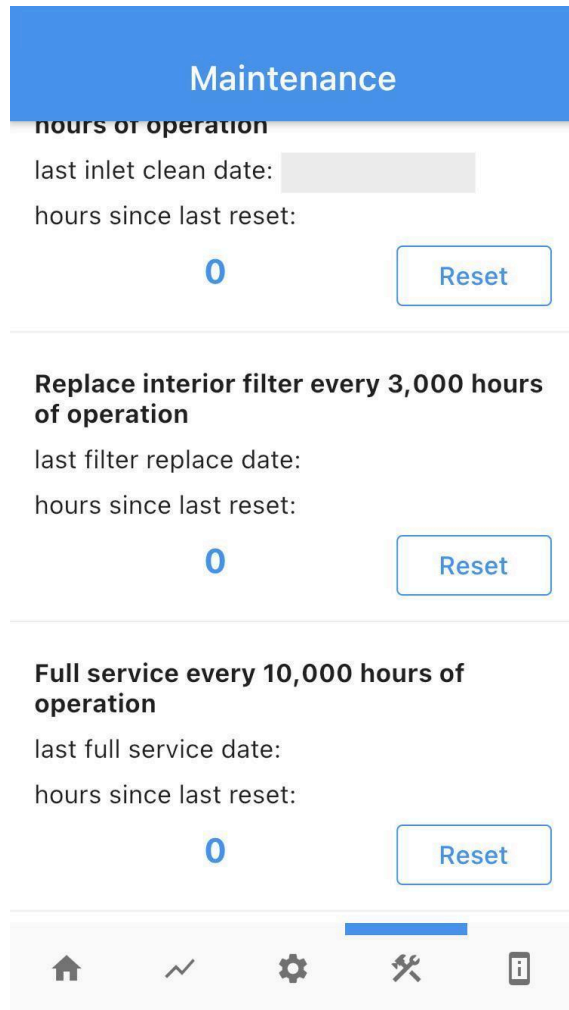 Maintenance
hours of operation
last inlet clean date:
hours since last reset:
0
Reset
Replace interior filter every 3,000 hours
of operation
last filter replace date:
hours since last reset:
0
Reset
Full service every 10,000 hours of
operation
last full service date:
hours since last reset:
0
Reset